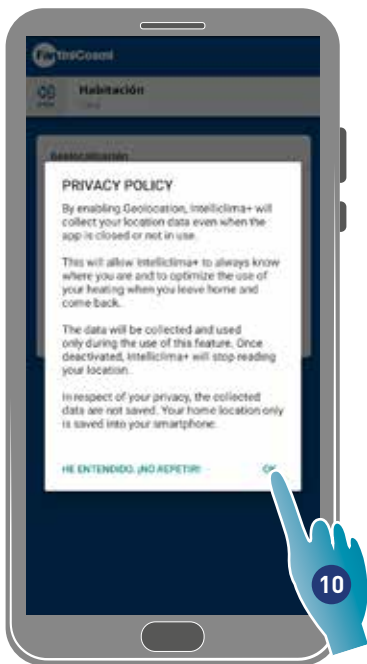 FantiniCosmi
Habitación
Geolocalización
PRIVACY POLICY
By enabling Geolocation, Intelliclima+ will
collect your location data even when the
app is closed or not in use.
This will allow Intelliclima+ to always know
where you are and to optimize the use of
your heating when you leave home and
come back.
The data will be collected and used
only during the use of this feature. Once
deactivated, Intelliclima+ will stop reading
your location.
In respect of your privacy, the collected
data are not saved. Your home location only
is saved into your smartphone.
HE ENTENDIDO. ¡NO REPETIR! OK
10